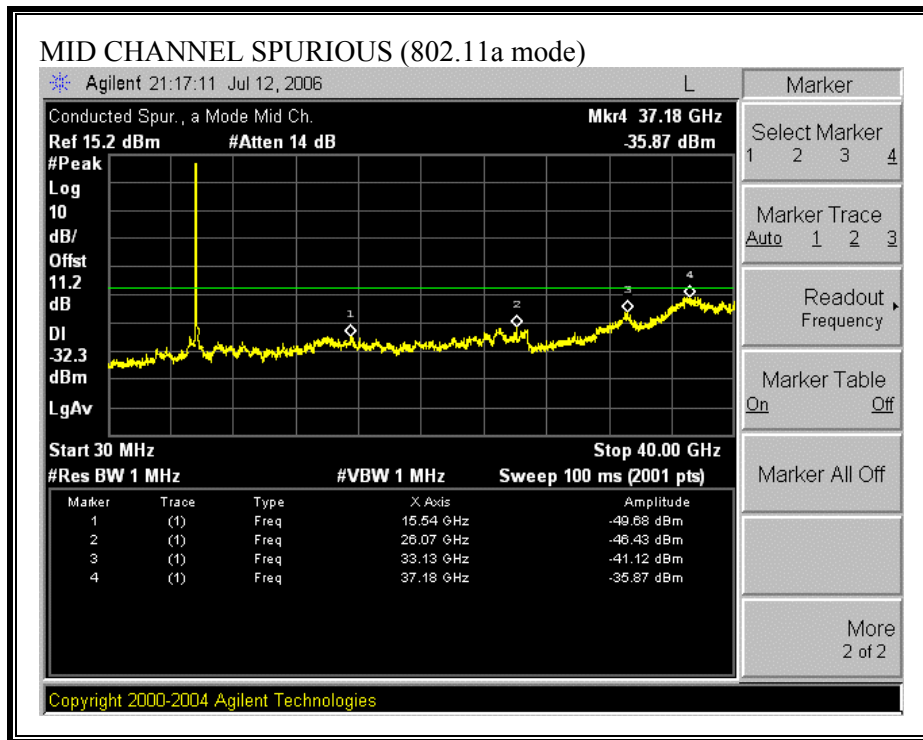 MID CHANNEL SPURIOUS (802.11a mode)
Agilent 21:17:11 Jul 12, 2006 L
Conducted Spur., a Mode Mid Ch. Mkr4 37.18 GHz
Ref 15.2 dBm #Atten 14 dB -35.87 dBm
#Peak
Log
10
dB/
Offst
11.2
dB
DI
-32.3
dBm
LgAv
1
2
3
4
Start 30 MHz Stop 40.00 GHz
#Res BW 1 MHz #VBW 1 MHz Sweep 100 ms (2001 pts)
Marker Trace Type X Axis Amplitude
1 (1) Freq 15.54 GHz -49.68 dBm
2 (1) Freq 26.07 GHz -46.43 dBm
3 (1) Freq 33.13 GHz -41.12 dBm
4 (1) Freq 37.18 GHz -35.87 dBm
Marker
Select Marker
1 2 3 4
Marker Trace
Auto 1 2 3
Readout
Frequency
Marker Table
On Off
Marker All Off
More
2 of 2
Copyright 2000-2004 Agilent Technologies